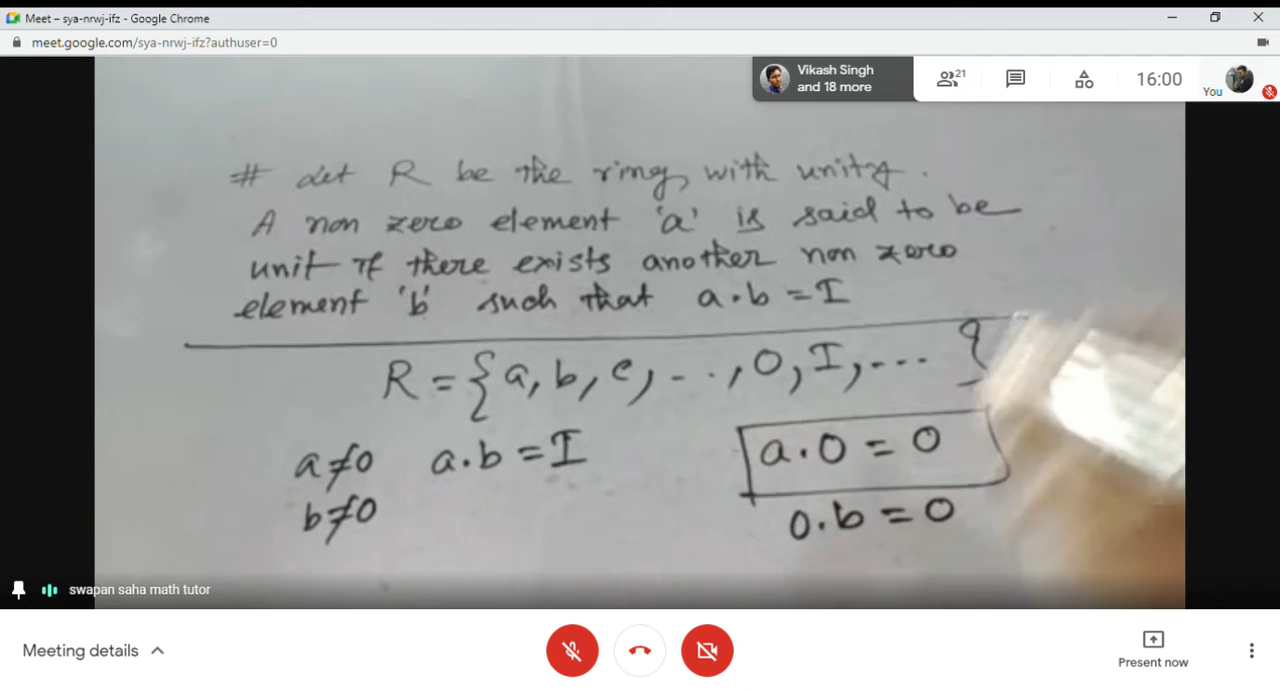 Meet – sya-nrwj-ifz - Google Chrome
meet.google.com/sya-nrwj-ifz?authuser=0
Vikash Singh
and 18 more
21
16:00
You
# Let R be the ring with unity.
A non zero element 'a' is said to be
unit if there exists another non zero
element 'b' such that a.b = I
R = {a, b, c, - . . , 0, I, ... }
a≠0 a.b = I a.0 = 0
b≠0 0.b = 0
swapan saha math tutor
Meeting details
Present now